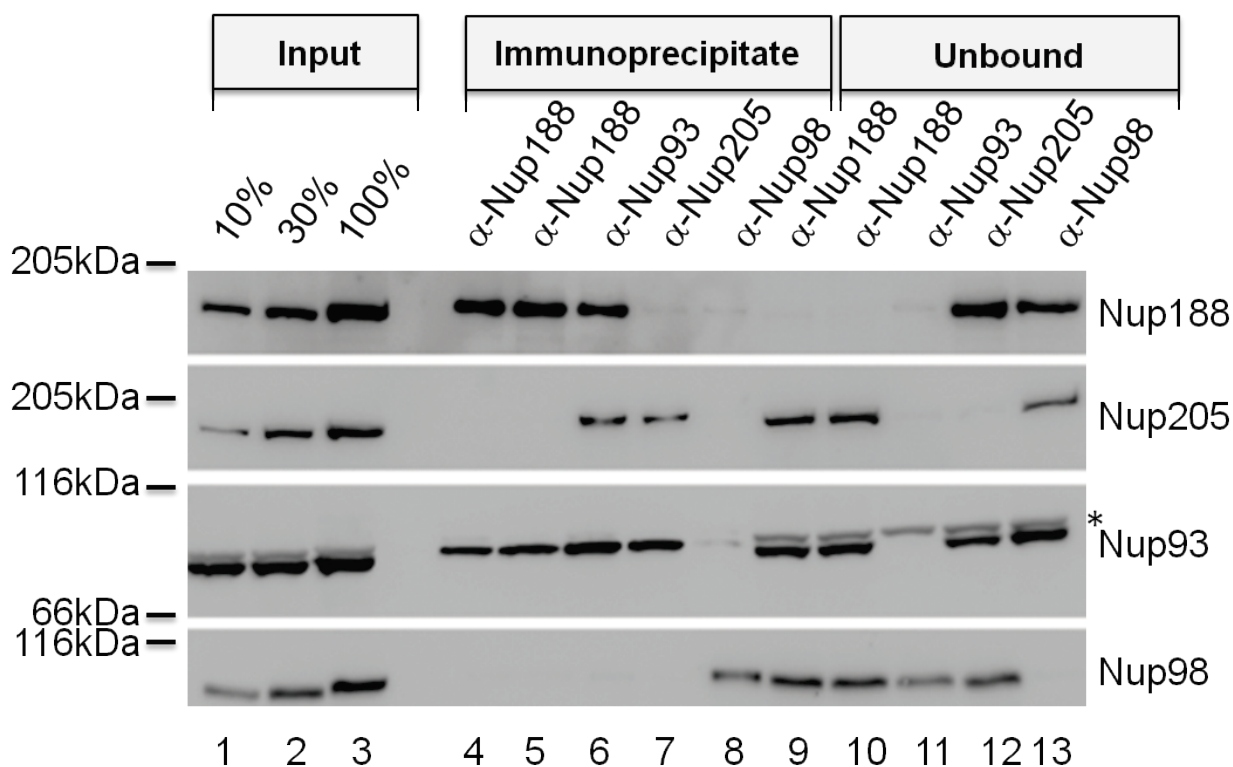 Input Immunoprecipitate Unbound
10% 30% 100% α-Nup188 α-Nup188 α-Nup93 α-Nup205 α-Nup98 α-Nup188 α-Nup188 α-Nup93 α-Nup205 α-Nup98
205kDa
Nup188
205kDa
Nup205
116kDa
*
Nup93
66kDa
116kDa
Nup98
1 2 3 4 5 6 7 8 9 10 11 12 13